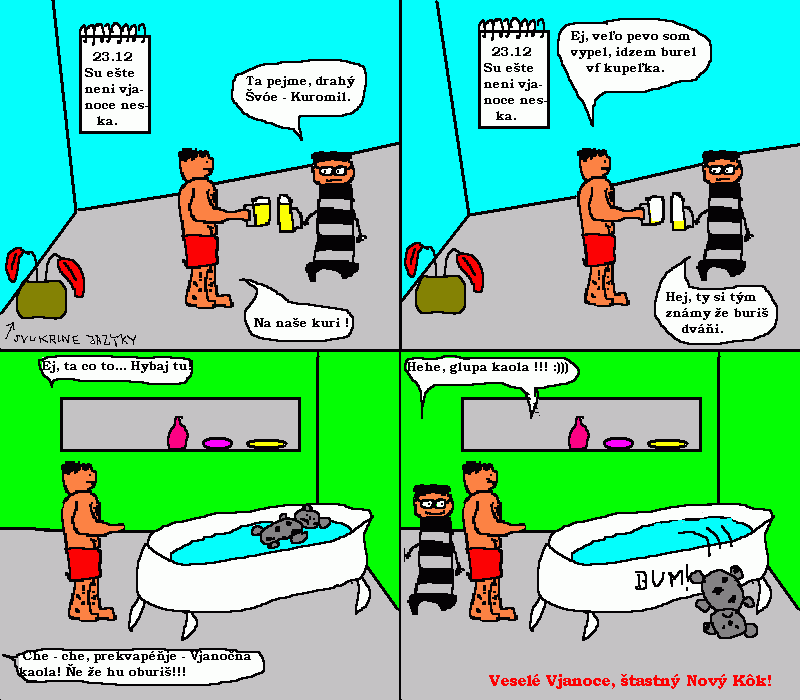 23.12
Su ešte
neni vja-
noce nes-
ka.
Ta pejme, drahý
Švóe - Kuromil.
Na naše kuri !
SVOKRINE JAZYKY
23.12
Su ešte
neni vja-
noce nes-
ka.
Ej, veľo pevo som
vypel, idzem burel
vf kupeľka.
Hej, ty si tým
známy že buriš
dváňi.
Ej, ta co to... Hybaj tu!
Che - che, prekvapéňje - Vjanočna
kaola! Ňe že hu oburiš!!!
Hehe, glupa kaola !!! :)))
BUM!
Veselé Vjanoce, štastný Nový Kôk!